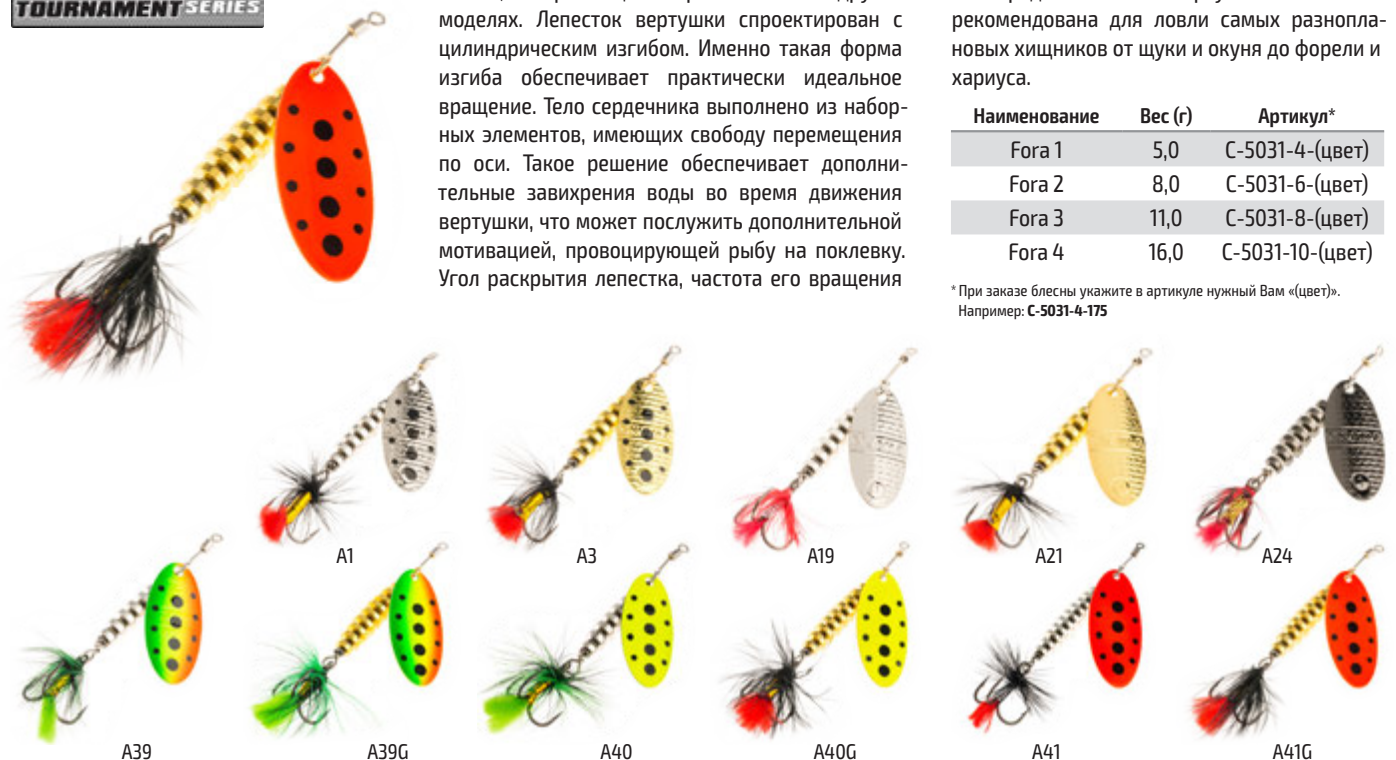 TOURNAMENT SERIES
моделях. Лепесток вертушки спроектирован с
цилиндрическим изгибом. Именно такая форма
изгиба обеспечивает практически идеальное
вращение. Тело сердечника выполнено из набор-
ных элементов, имеющих свободу перемещения
по оси. Такое решение обеспечивает дополни-
тельные завихрения воды во время движения
вертушки, что может послужить дополнительной
мотивацией, провоцирующей рыбу на поклевку.
Угол раскрытия лепестка, частота его вращения
рекомендована для ловли самых разнопла-
новых хищников от щуки и окуня до форели и
хариуса.
Наименование Вес (г) Артикул*
Fora 1 5,0 C-5031-4-(цвет)
Fora 2 8,0 C-5031-6-(цвет)
Fora 3 11,0 C-5031-8-(цвет)
Fora 4 16,0 C-5031-10-(цвет)
* При заказе блесны укажите в артикуле нужный Вам «(цвет)».
Например: C-5031-4-175
A1 A3 A19 A21 A24
A39 A39G A40 A40G A41 A41G